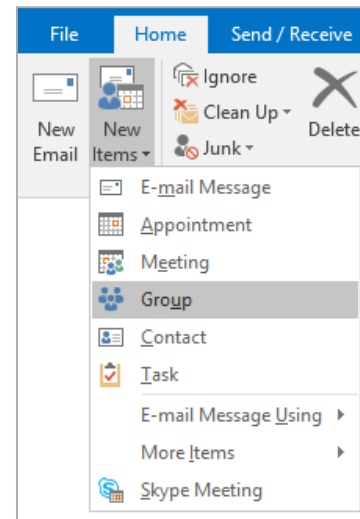 File Home Send / Receive
New Email
New Items
Ignore
Clean Up
Junk
Delete
E-mail Message
Appointment
Meeting
Group
Contact
Task
E-mail Message Using
More Items
Skype Meeting